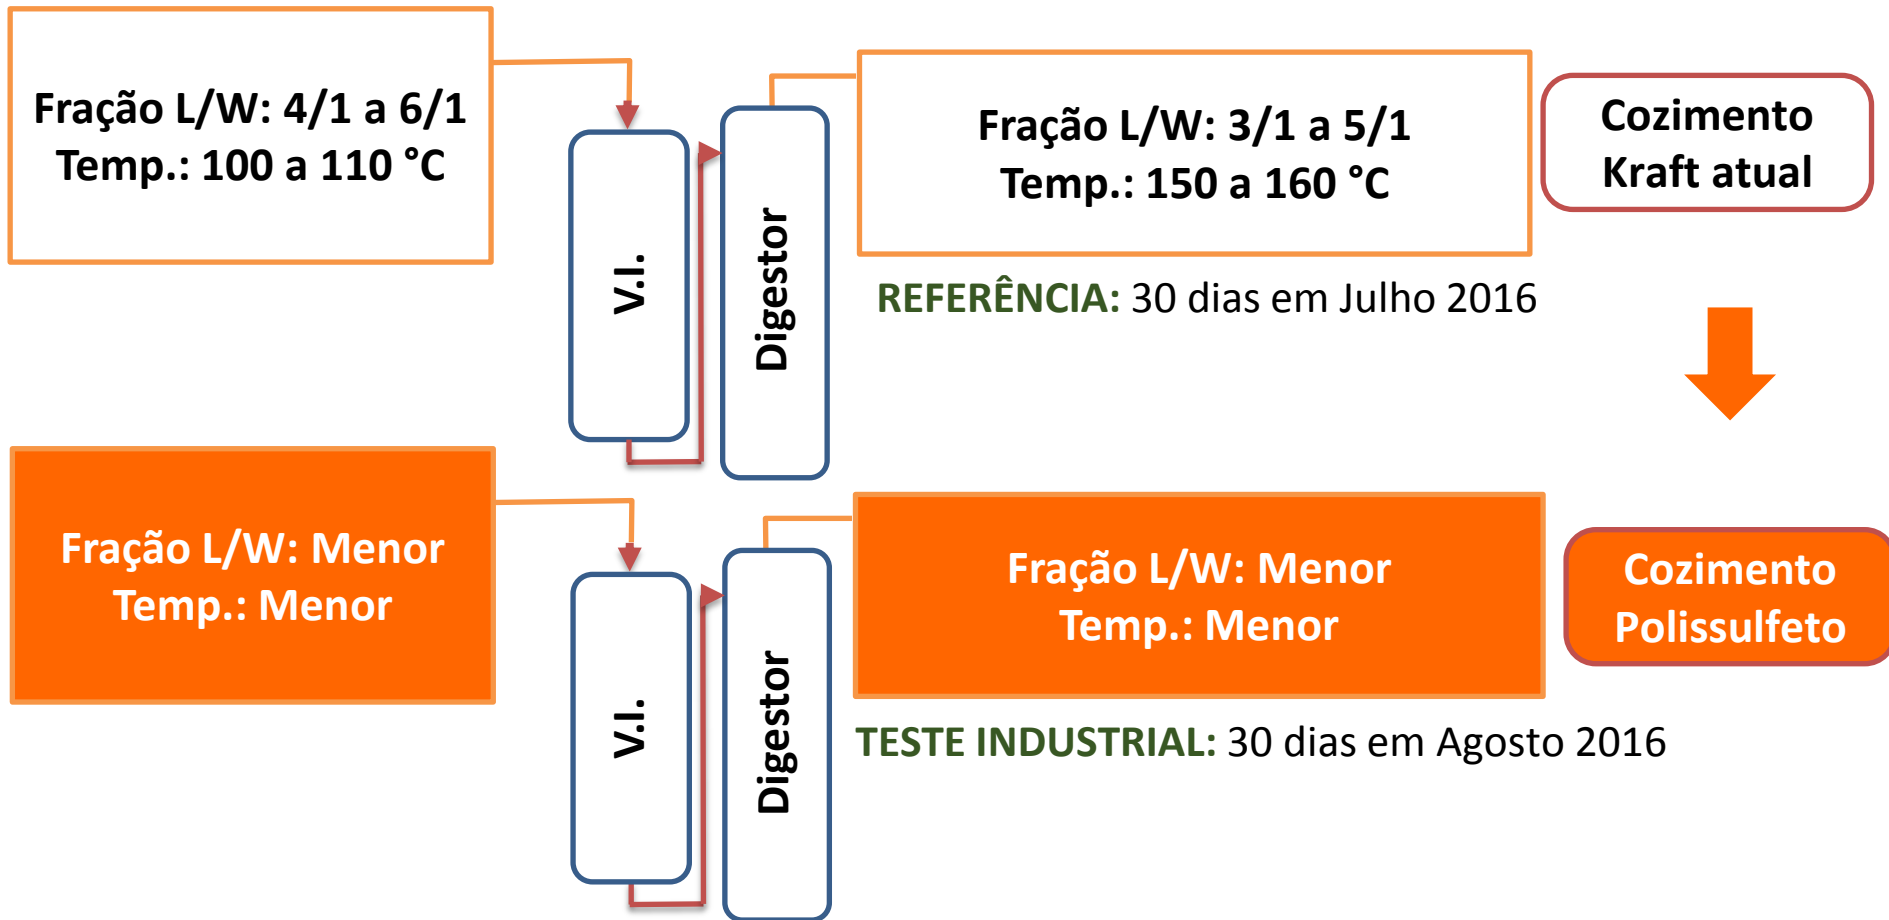 Fração L/W: 4/1 a 6/1
Temp.: 100 a 110 °C
V.I.
Digestor
Fração L/W: 3/1 a 5/1
Temp.: 150 a 160 °C
Cozimento
Kraft atual
REFERÊNCIA: 30 dias em Julho 2016
Fração L/W: Menor
Temp.: Menor
V.I.
Digestor
Fração L/W: Menor
Temp.: Menor
Cozimento
Polissulfeto
TESTE INDUSTRIAL: 30 dias em Agosto 2016